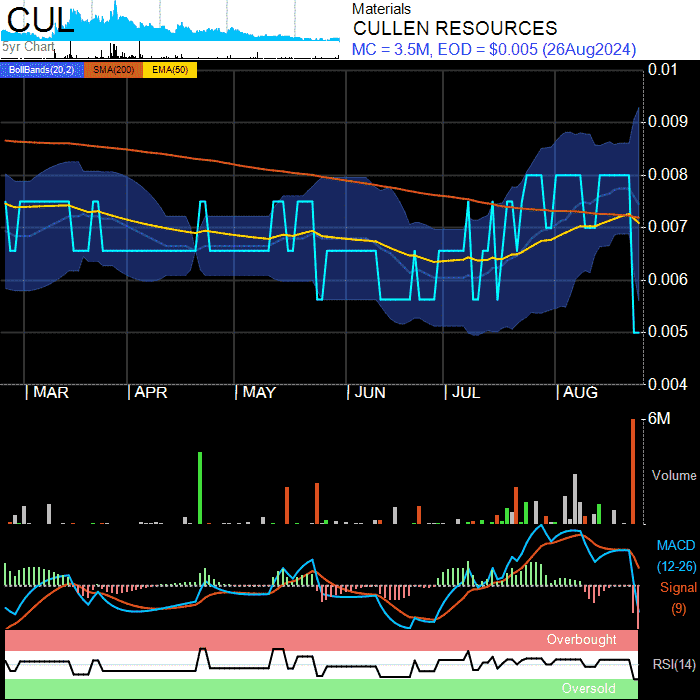 CUL
5yr Chart
Materials
CULLEN RESOURCES
MC = 3.5M, EOD = $0.005 (26Aug2024)
BollBands(20,2) SMA(200) EMA(50)
0.01
0.009
0.008
0.007
0.006
0.005
0.004
MAR APR MAY JUN JUL AUG
6M
Volume
MACD
(12-26)
Signal
(9)
Overbought
RSI(14)
Oversold